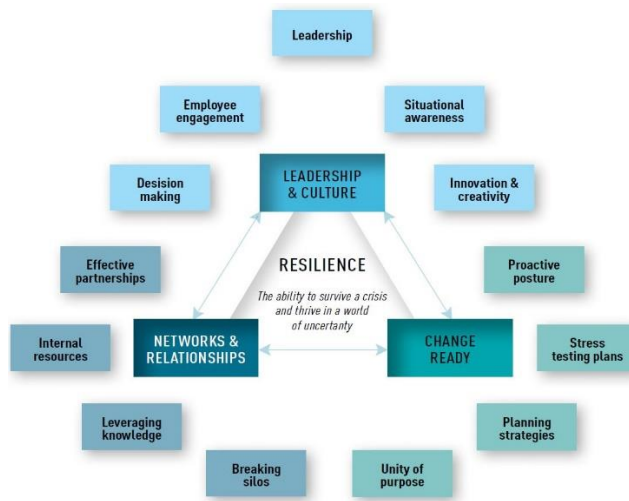 Leadership
Employee
engagement
Situational
awareness
Decision
making
LEADERSHIP
& CULTURE
Innovation &
creativity
Effective
partnerships
RESILIENCE
The ability to survive a crisis
and thrive in a world
of uncertanty
Proactive
posture
Internal
resources
NETWORKS &
RELATIONSHIPS
CHANGE
READY
Stress
testing plans
Leveraging
knowledge
Planning
strategies
Breaking
silos
Unity of
purpose